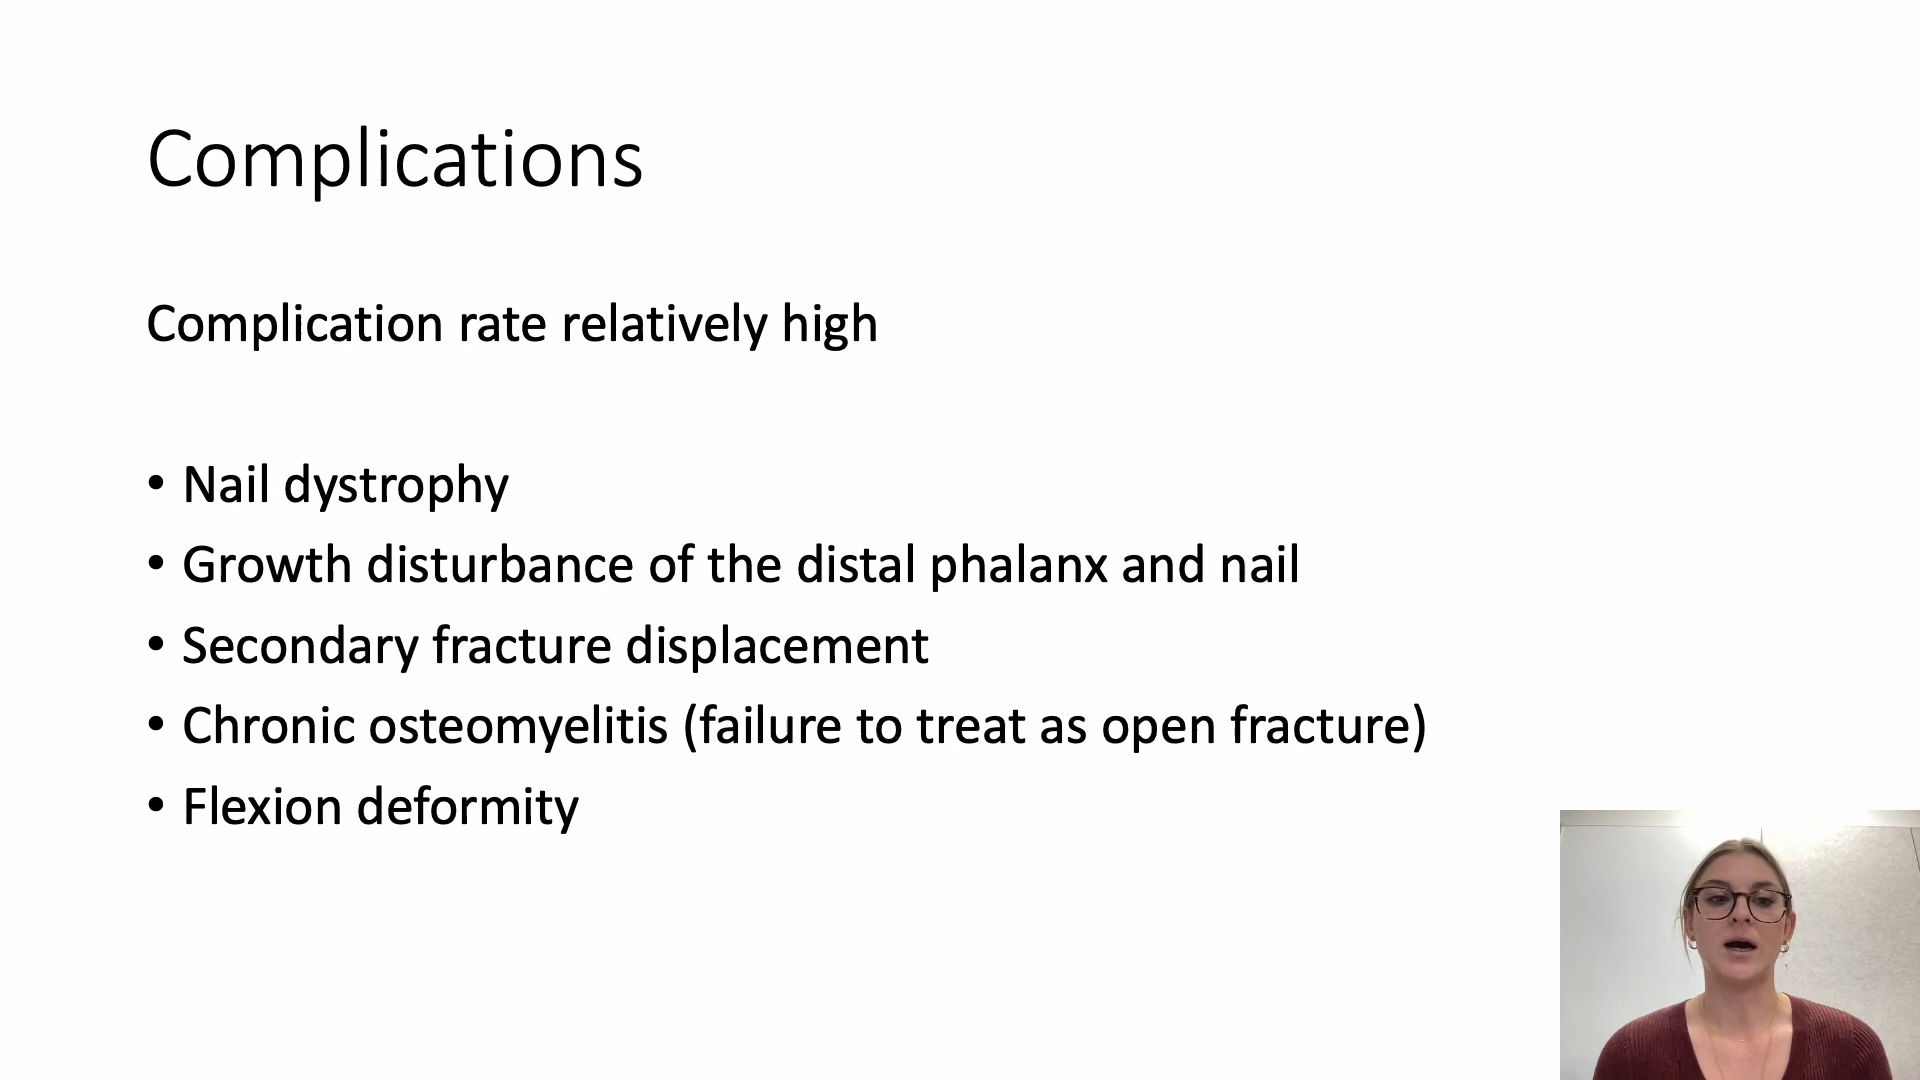 Complications
Complication rate relatively high
• Nail dystrophy
• Growth disturbance of the distal phalanx and nail
• Secondary fracture displacement
• Chronic osteomyelitis (failure to treat as open fracture)
• Flexion deformity